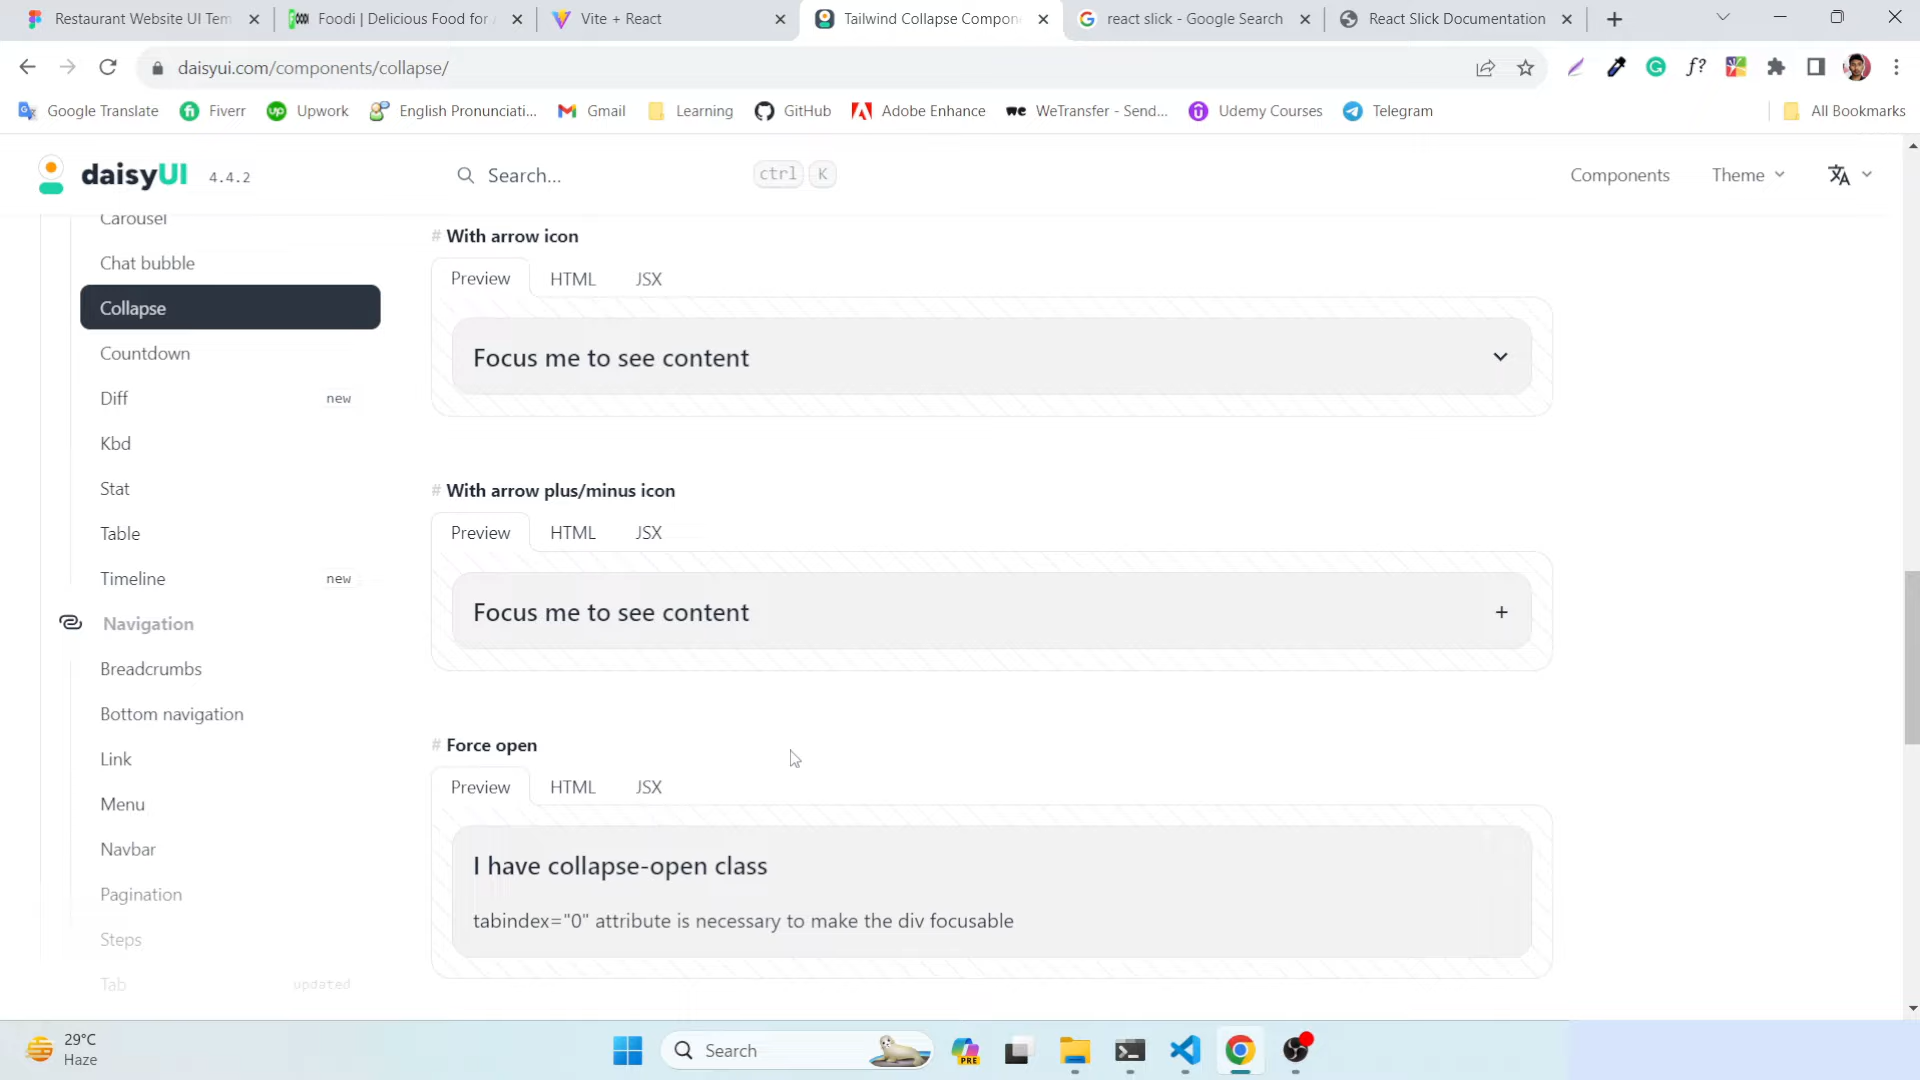 Restaurant Website UI Tem
Foodi | Delicious Food for
Vite + React
Tailwind Collapse Compon
react slick - Google Search
React Slick Documentation
daisyui.com/components/collapse/
f?
Google Translate
Fiverr
Upwork
English Pronunciati...
Gmail
Learning
GitHub
Adobe Enhance
WeTransfer - Send...
Udemy Courses
Telegram
All Bookmarks
daisyUI 4.4.2
Search...
ctrl K
Components
Theme
Carousel
Chat bubble
Collapse
Countdown
Diff new
Kbd
Stat
Table
Timeline new
Navigation
Breadcrumbs
Bottom navigation
Link
Menu
Navbar
Pagination
Steps
Tab updated
# With arrow icon
Preview HTML JSX
Focus me to see content
# With arrow plus/minus icon
Preview HTML JSX
Focus me to see content +
# Force open
Preview HTML JSX
I have collapse-open class
tabindex="0" attribute is necessary to make the div focusable
29°C
Haze
Search
PRE